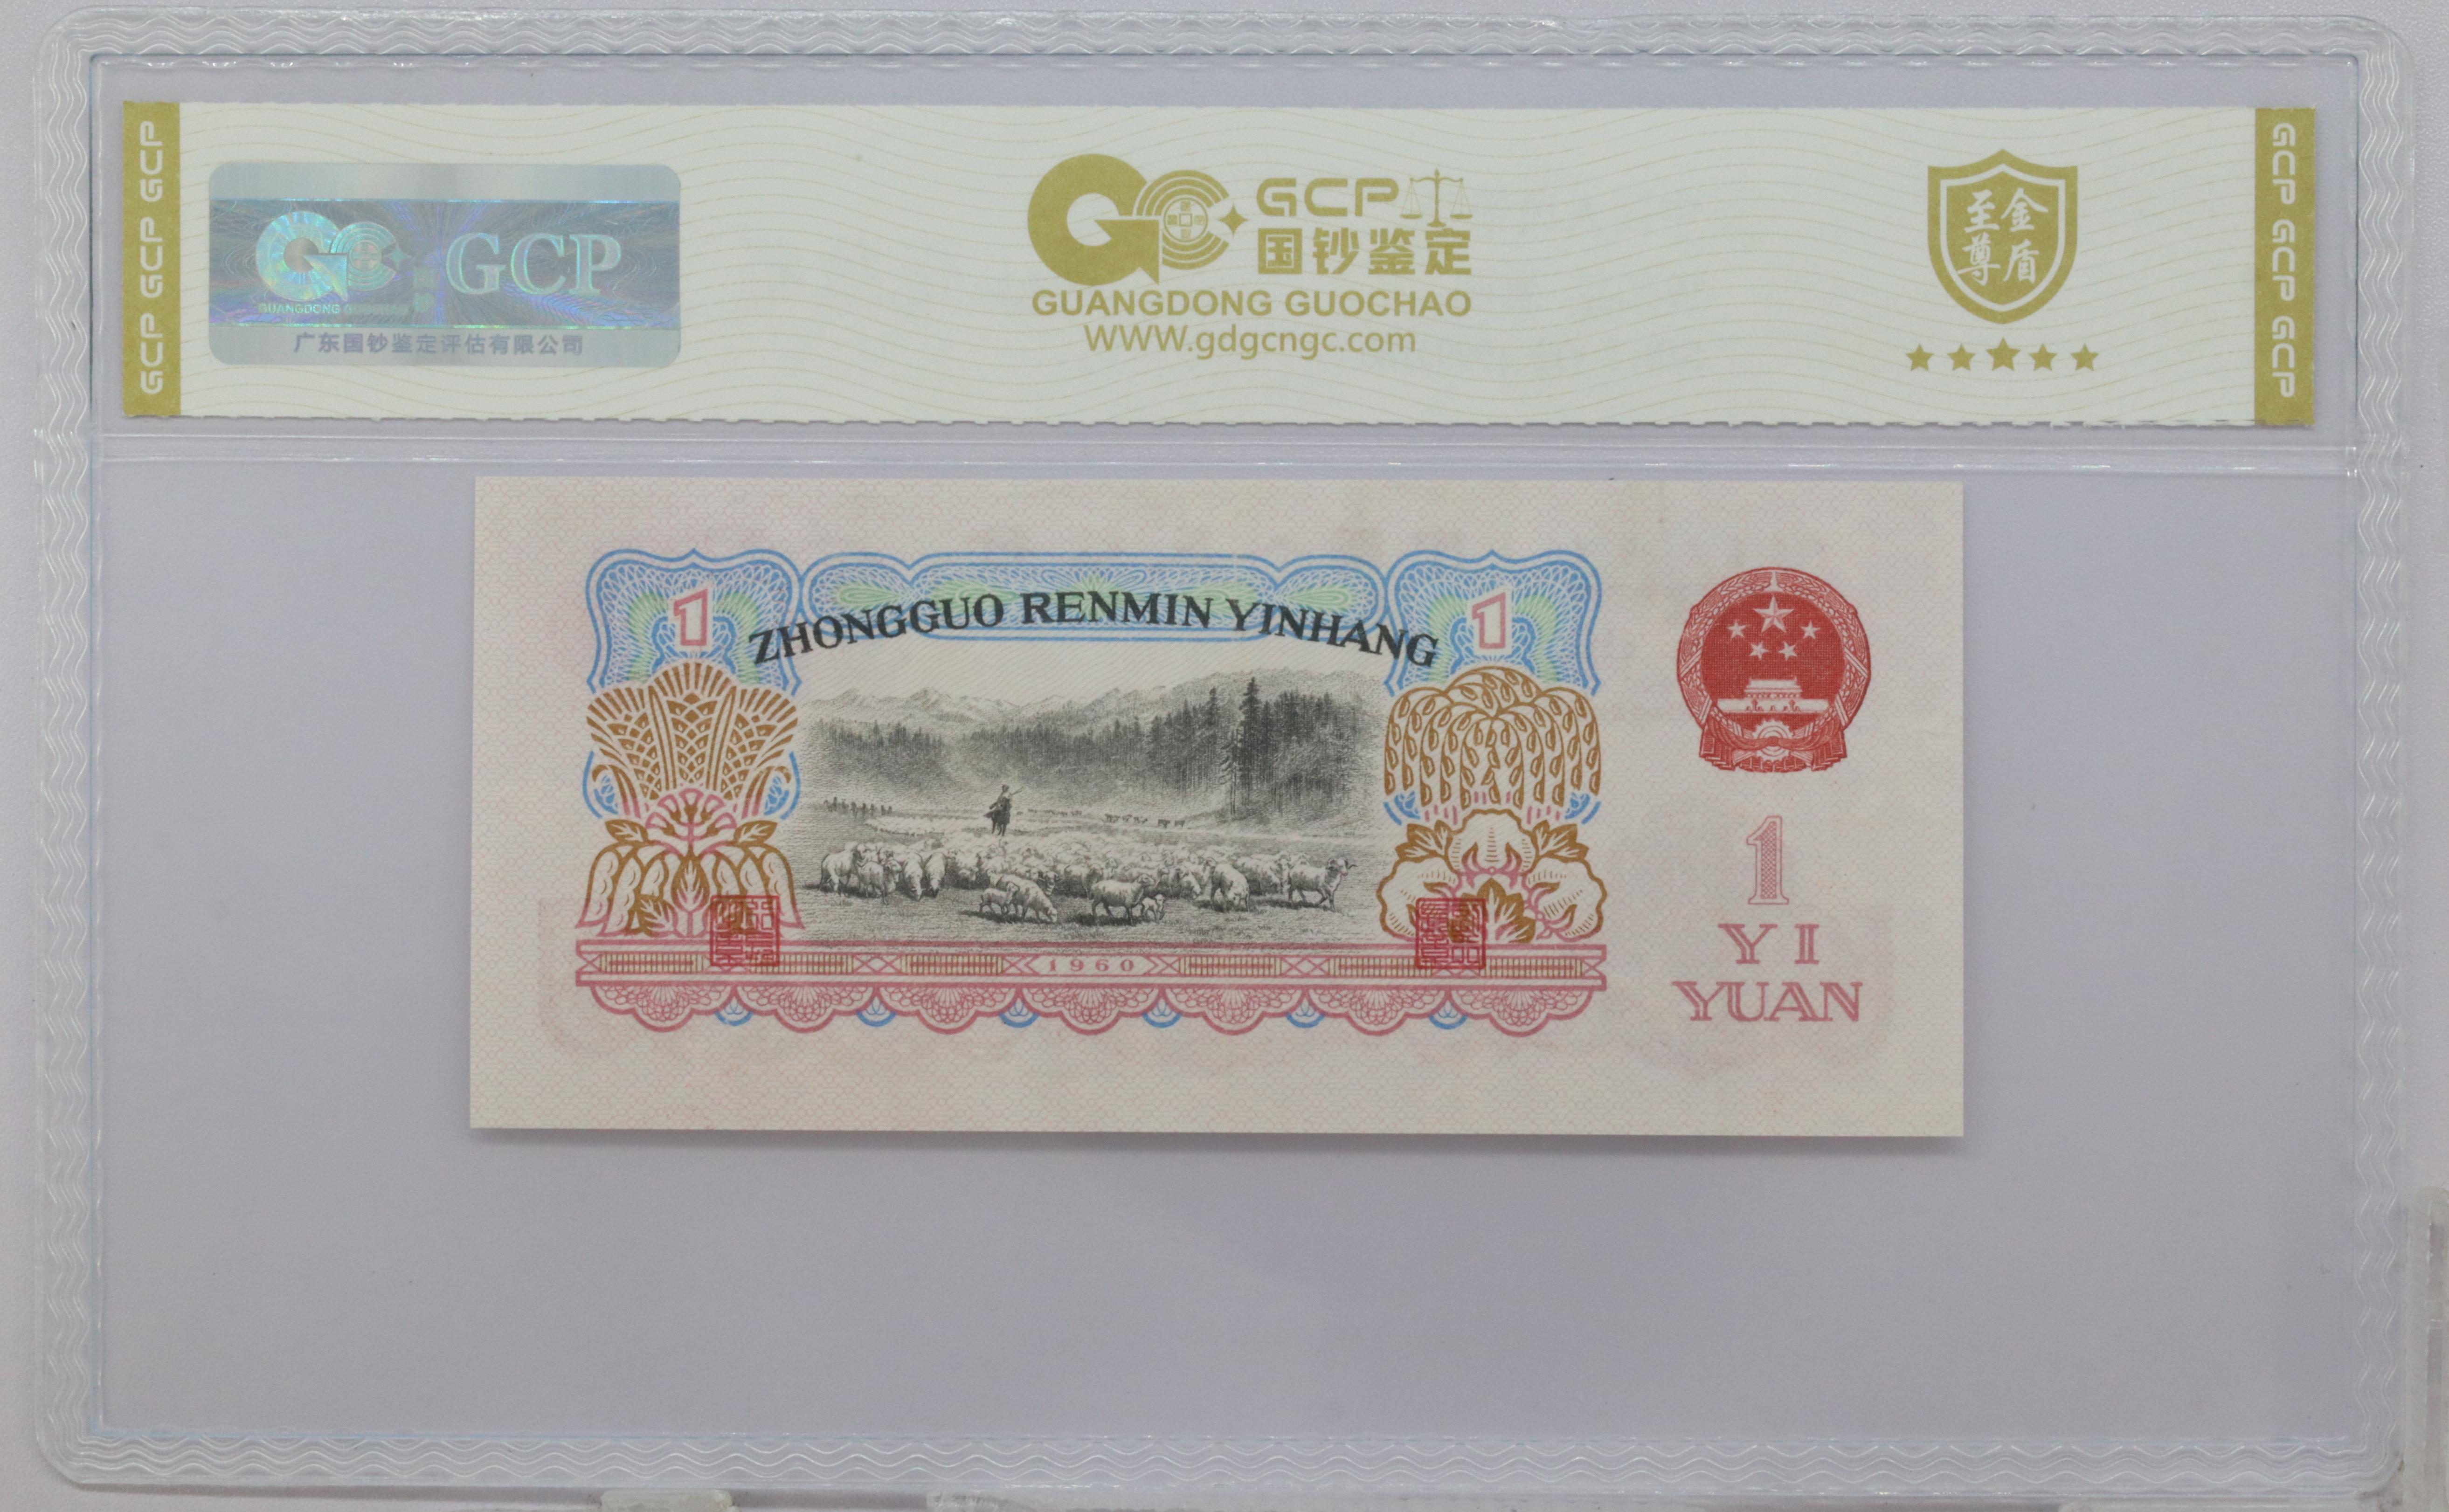 GCP GCP GCP
GCP
GUANGDONG GUOCHAO
广东国钞鉴定评估有限公司
GCP
国钞鉴定
GUANGDONG GUOCHAO
WWW.gdgcngc.com
至尊金盾
GCP GCP GCP
1
1
ZHONGGUO RENMIN YINHANG
1960
1
YI
YUAN